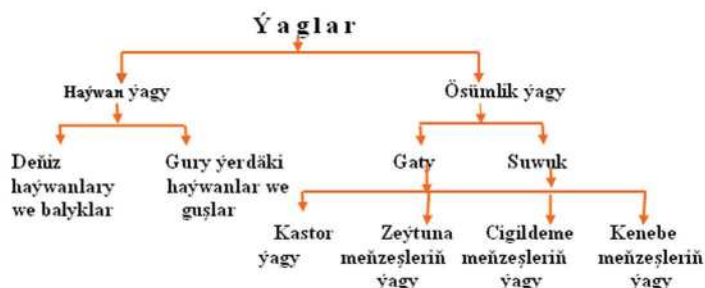 Ýaglar
Haýwan ýagy
Ösümlik ýagy
Deňiz
haýwanlary
we balyklar
Gury ýerdäki
haýwanlar we
guşlar
Gaty
Suwuk
Kastor
ýagy
Zeýtuna
meňzeşleriň
ýagy
Cigildeme
meňzeşleriň
ýagy
Kenebe
meňzeşleriň
ýagy